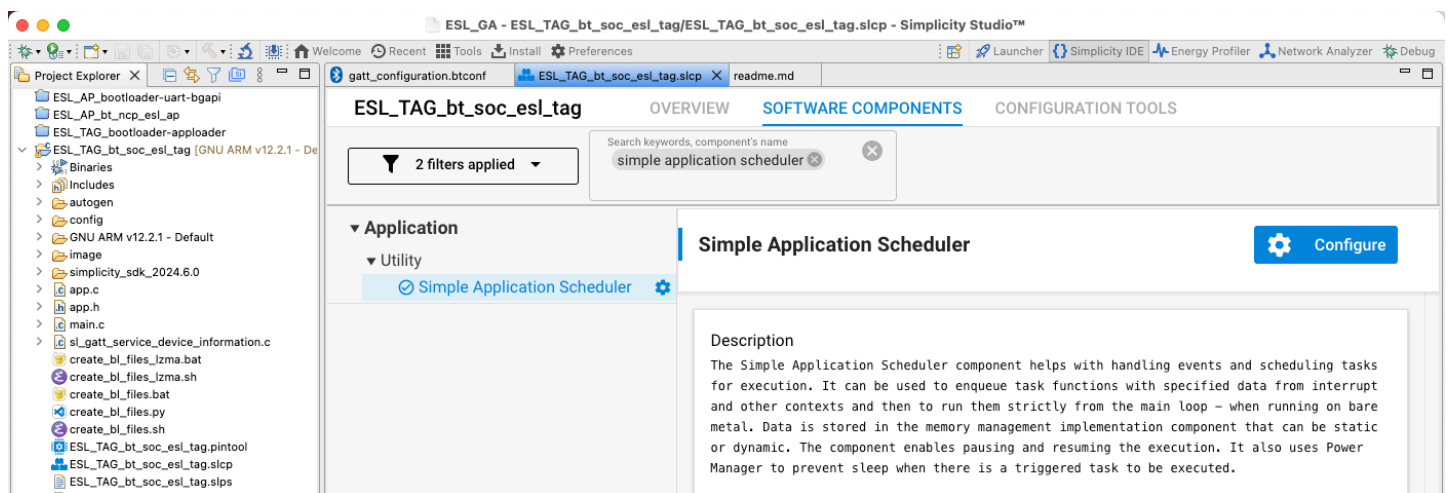 ESL_GA - ESL_TAG_bt_soc_esl_tag/ESL_TAG_bt_soc_esl_tag.slcp - Simplicity Studio™
Welcome Recent Tools Install Preferences
Launcher Simplicity IDE Energy Profiler Network Analyzer Debug
Project Explorer
gatt_configuration.btconf ESL_TAG_bt_soc_esl_tag.slcp readme.md
ESL_AP_bootloader-uart-bgapi
ESL_AP_bt_ncp_esl_ap
ESL_TAG_bootloader-apploader
ESL_TAG_bt_soc_esl_tag [GNU ARM v12.2.1 - De
Binaries
Includes
autogen
config
GNU ARM v12.2.1 - Default
image
simplicity_sdk_2024.6.0
app.c
app.h
main.c
sl_gatt_service_device_information.c
create_bl_files_lzma.bat
create_bl_files_lzma.sh
create_bl_files.bat
create_bl_files.py
create_bl_files.sh
ESL_TAG_bt_soc_esl_tag.pintool
ESL_TAG_bt_soc_esl_tag.slcp
ESL_TAG_bt_soc_esl_tag.slps
ESL_TAG_bt_soc_esl_tag OVERVIEW SOFTWARE COMPONENTS CONFIGURATION TOOLS
2 filters applied
Search keywords, component's name
simple application scheduler
Application
Utility
Simple Application Scheduler
Simple Application Scheduler
Configure
Description
The Simple Application Scheduler component helps with handling events and scheduling tasks
for execution. It can be used to enqueue task functions with specified data from interrupt
and other contexts and then to run them strictly from the main loop – when running on bare
metal. Data is stored in the memory management implementation component that can be static
or dynamic. The component enables pausing and resuming the execution. It also uses Power
Manager to prevent sleep when there is a triggered task to be executed.